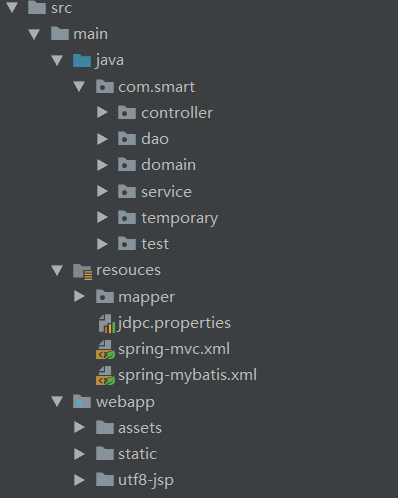 src
main
java
com.smart
controller
dao
domain
service
temporary
test
resouces
mapper
jdpc.properties
spring-mvc.xml
spring-mybatis.xml
webapp
assets
static
utf8-jsp